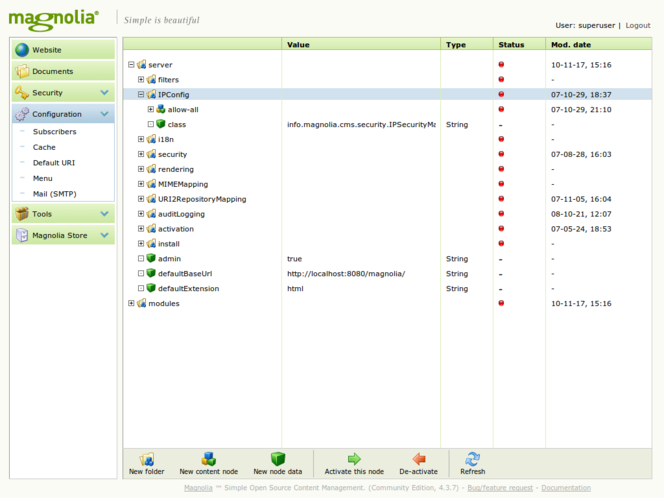 magnolia®
Simple is beautiful
User: superuser | Logout
Website
Documents
Security
Configuration
Subscribers
Cache
Default URI
Menu
Mail (SMTP)
Tools
Magnolia Store
Value Type Status Mod. date
server 10-11-17, 15:16
filters -
IPConfig 07-10-29, 18:37
allow-all 07-10-29, 21:10
class info.magnolia.cms.security.IPSecurityMa String - -
i18n -
security 07-08-28, 16:03
rendering -
MIMEMapping -
URI2RepositoryMapping 07-11-05, 16:04
auditLogging 08-10-21, 12:07
activation 07-05-24, 18:53
install -
admin true String - -
defaultBaseUrl http://localhost:8080/magnolia/ String - -
defaultExtension html String - -
modules 10-11-17, 15:16
New folder New content node New node data Activate this node De-activate Refresh
Magnolia ™ Simple Open Source Content Management. (Community Edition, 4.3.7) - Bug/feature request - Documentation